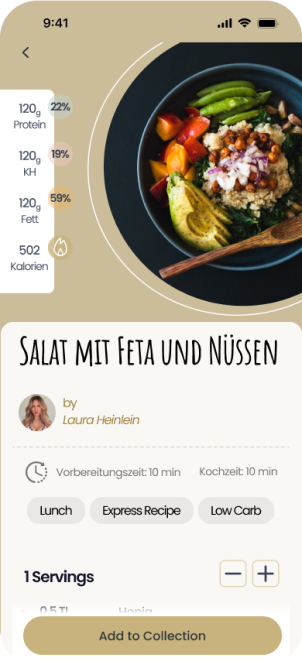 9:41
120g
Protein
22%
120g
KH
19%
120g
Fett
59%
502
Kalorien
Salat mit Feta und Nüssen
by
Laura Heinlein
Vorbereitungszeit: 10 min
Kochzeit: 10 min
Lunch
Express Recipe
Low Carb
1 Servings
0,5 TL Honig
Add to Collection